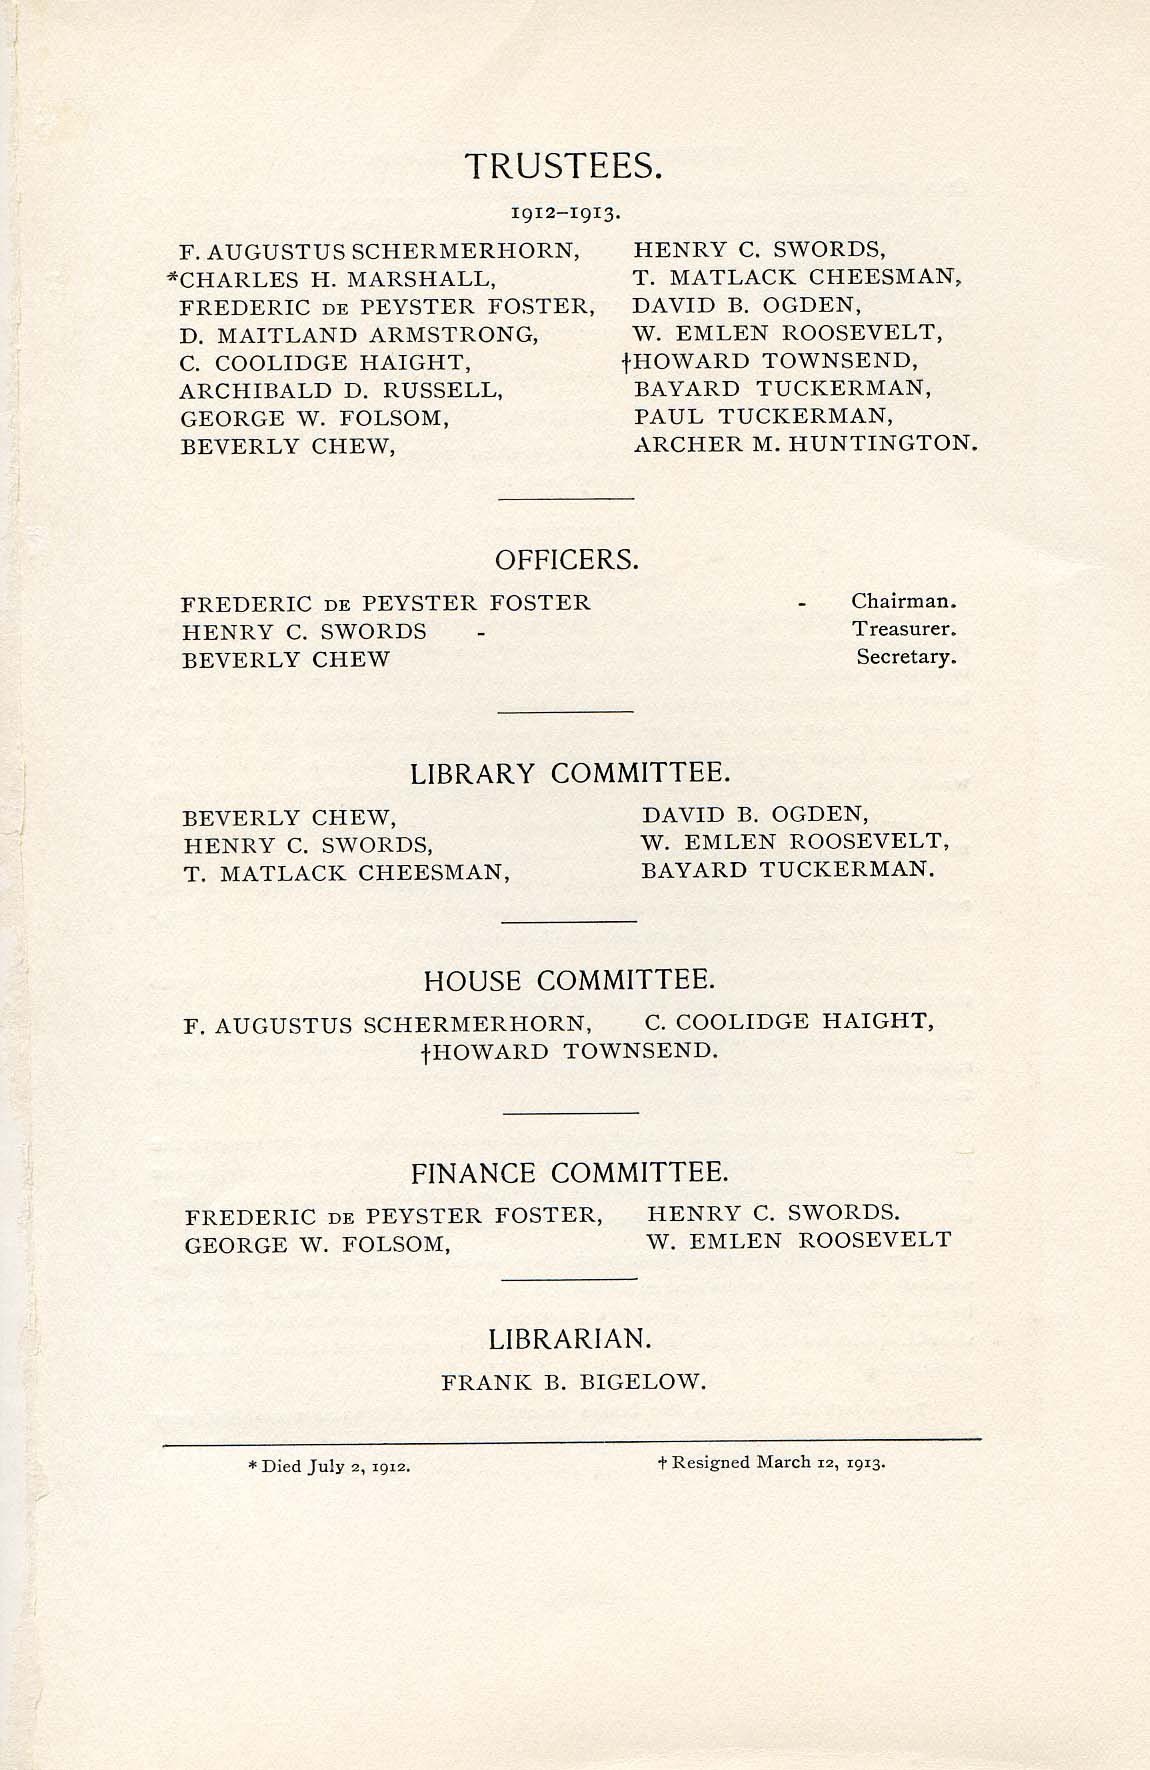 TRUSTEES.
1912–1913.
F. AUGUSTUS SCHERMERHORN,
*CHARLES H. MARSHALL,
FREDERIC DE PEYSTER FOSTER,
D. MAITLAND ARMSTRONG,
C. COOLIDGE HAIGHT,
ARCHIBALD D. RUSSELL,
GEORGE W. FOLSOM,
BEVERLY CHEW,
HENRY C. SWORDS,
T. MATLACK CHEESMAN,
DAVID B. OGDEN,
W. EMLEN ROOSEVELT,
†HOWARD TOWNSEND,
BAYARD TUCKERMAN,
PAUL TUCKERMAN,
ARCHER M. HUNTINGTON.
OFFICERS.
FREDERIC DE PEYSTER FOSTER - Chairman.
HENRY C. SWORDS - Treasurer.
BEVERLY CHEW Secretary.
LIBRARY COMMITTEE.
BEVERLY CHEW,
HENRY C. SWORDS,
T. MATLACK CHEESMAN,
DAVID B. OGDEN,
W. EMLEN ROOSEVELT,
BAYARD TUCKERMAN.
HOUSE COMMITTEE.
F. AUGUSTUS SCHERMERHORN, C. COOLIDGE HAIGHT,
†HOWARD TOWNSEND.
FINANCE COMMITTEE.
FREDERIC DE PEYSTER FOSTER,
GEORGE W. FOLSOM,
HENRY C. SWORDS.
W. EMLEN ROOSEVELT
LIBRARIAN.
FRANK B. BIGELOW.
* Died July 2, 1912.
† Resigned March 12, 1913.